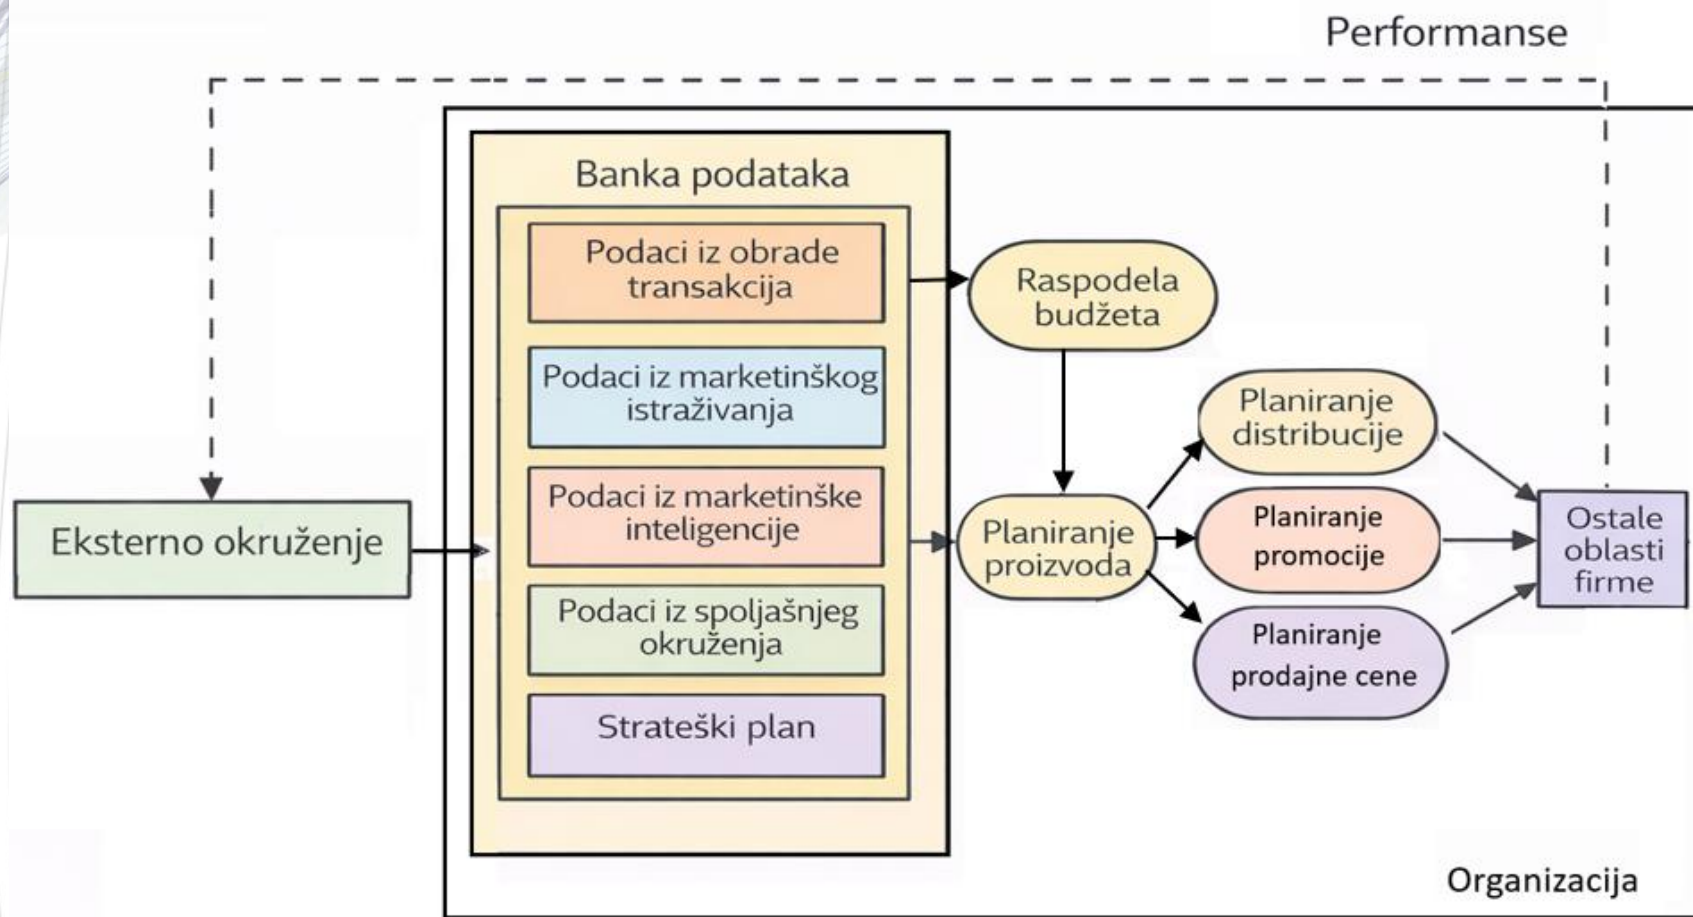 Performanse
Banka podataka
Podaci iz obrade
transakcija
Podaci iz marketinškog
istraživanja
Podaci iz marketinške
inteligencije
Podaci iz spoljašnjeg
okruženja
Strateški plan
Eksterno okruženje
Raspodela
budžeta
Planiranje
proizvoda
Planiranje
distribucije
Planiranje
promocije
Planiranje
prodajne cene
Ostale
oblasti
firme
Organizacija